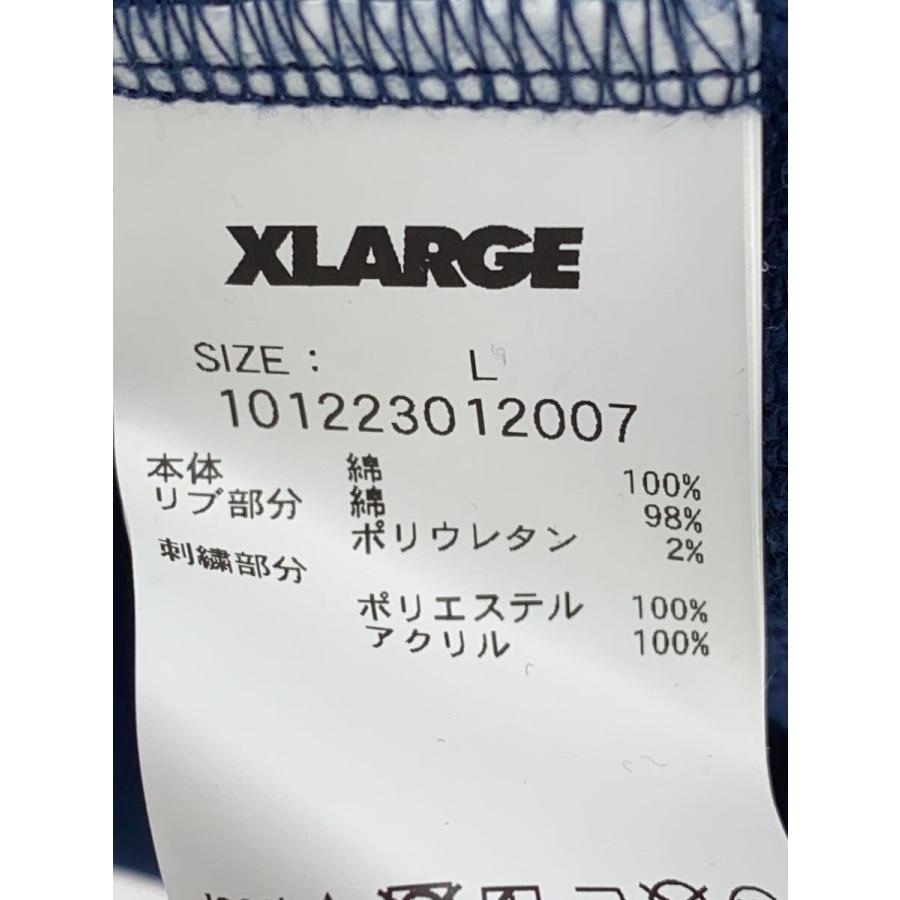 XLARGE
SIZE : L
101223012007
本体 綿 100%
リブ部分 綿 98%
ポリウレタン 2%
刺繍部分
ポリエステル 100%
アクリル 100%